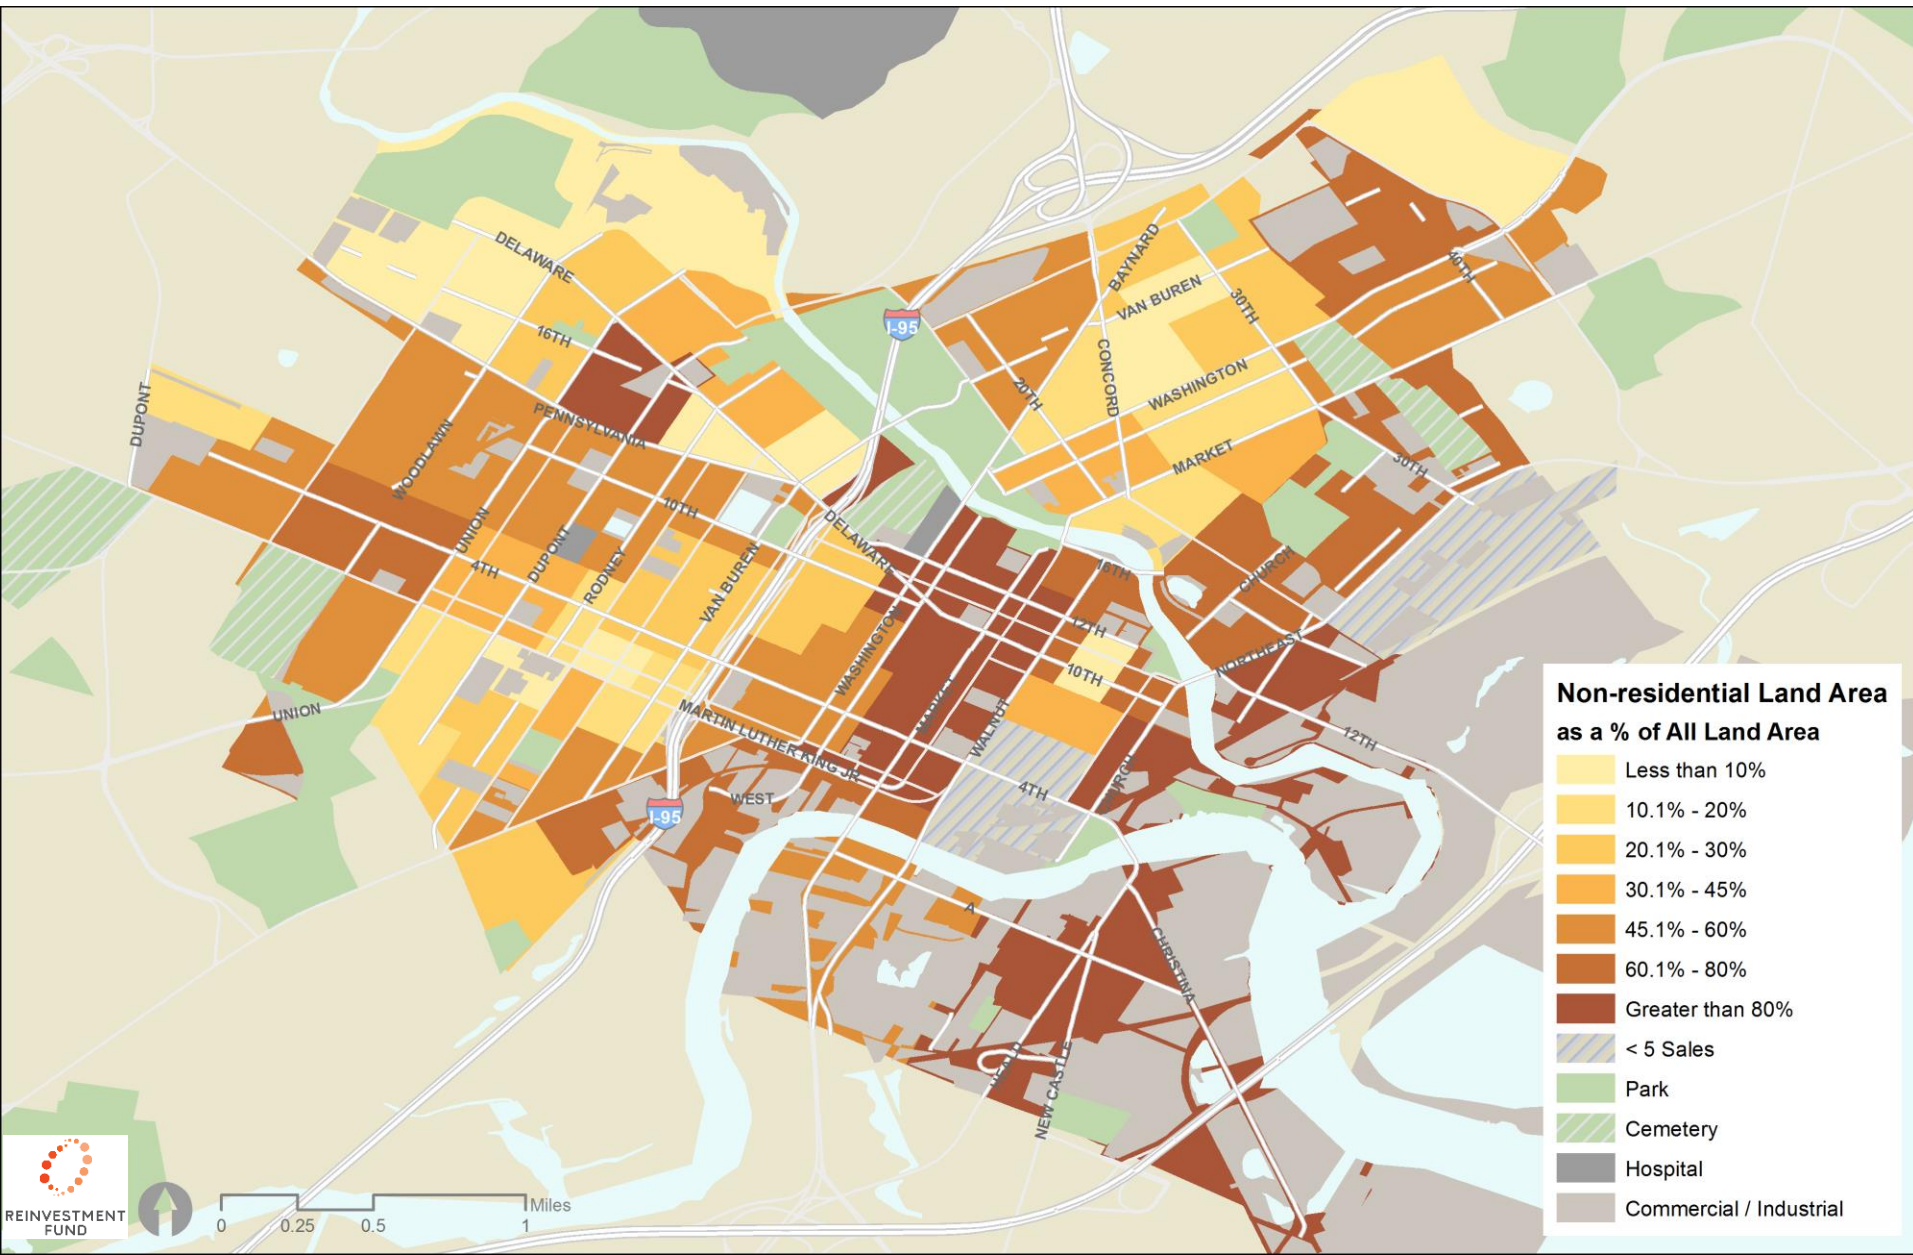 DELAWARE
16TH
DUPONT
PENNSYLVANIA
WOODLAWN
UNION
10TH
DUPONT
RODNEY
4TH
VAN BUREN
DELAWARE
I-95
BAYNARD
VAN BUREN
30TH
40TH
20TH
CONCORD
WASHINGTON
MARKET
30TH
16TH
CHURCH
12TH
10TH
NORTHEAST
WASHINGTON
MARKET
WALNUT
UNION
MARTIN LUTHER KING JR
WEST
I-95
4TH
CHURCH
12TH
A
CHRISTINA
HEALD
NEW CASTLE
Non-residential Land Area
as a % of All Land Area
Less than 10%
10.1% - 20%
20.1% - 30%
30.1% - 45%
45.1% - 60%
60.1% - 80%
Greater than 80%
< 5 Sales
Park
Cemetery
Hospital
Commercial / Industrial
REINVESTMENT
FUND
0 0.25 0.5 1 Miles